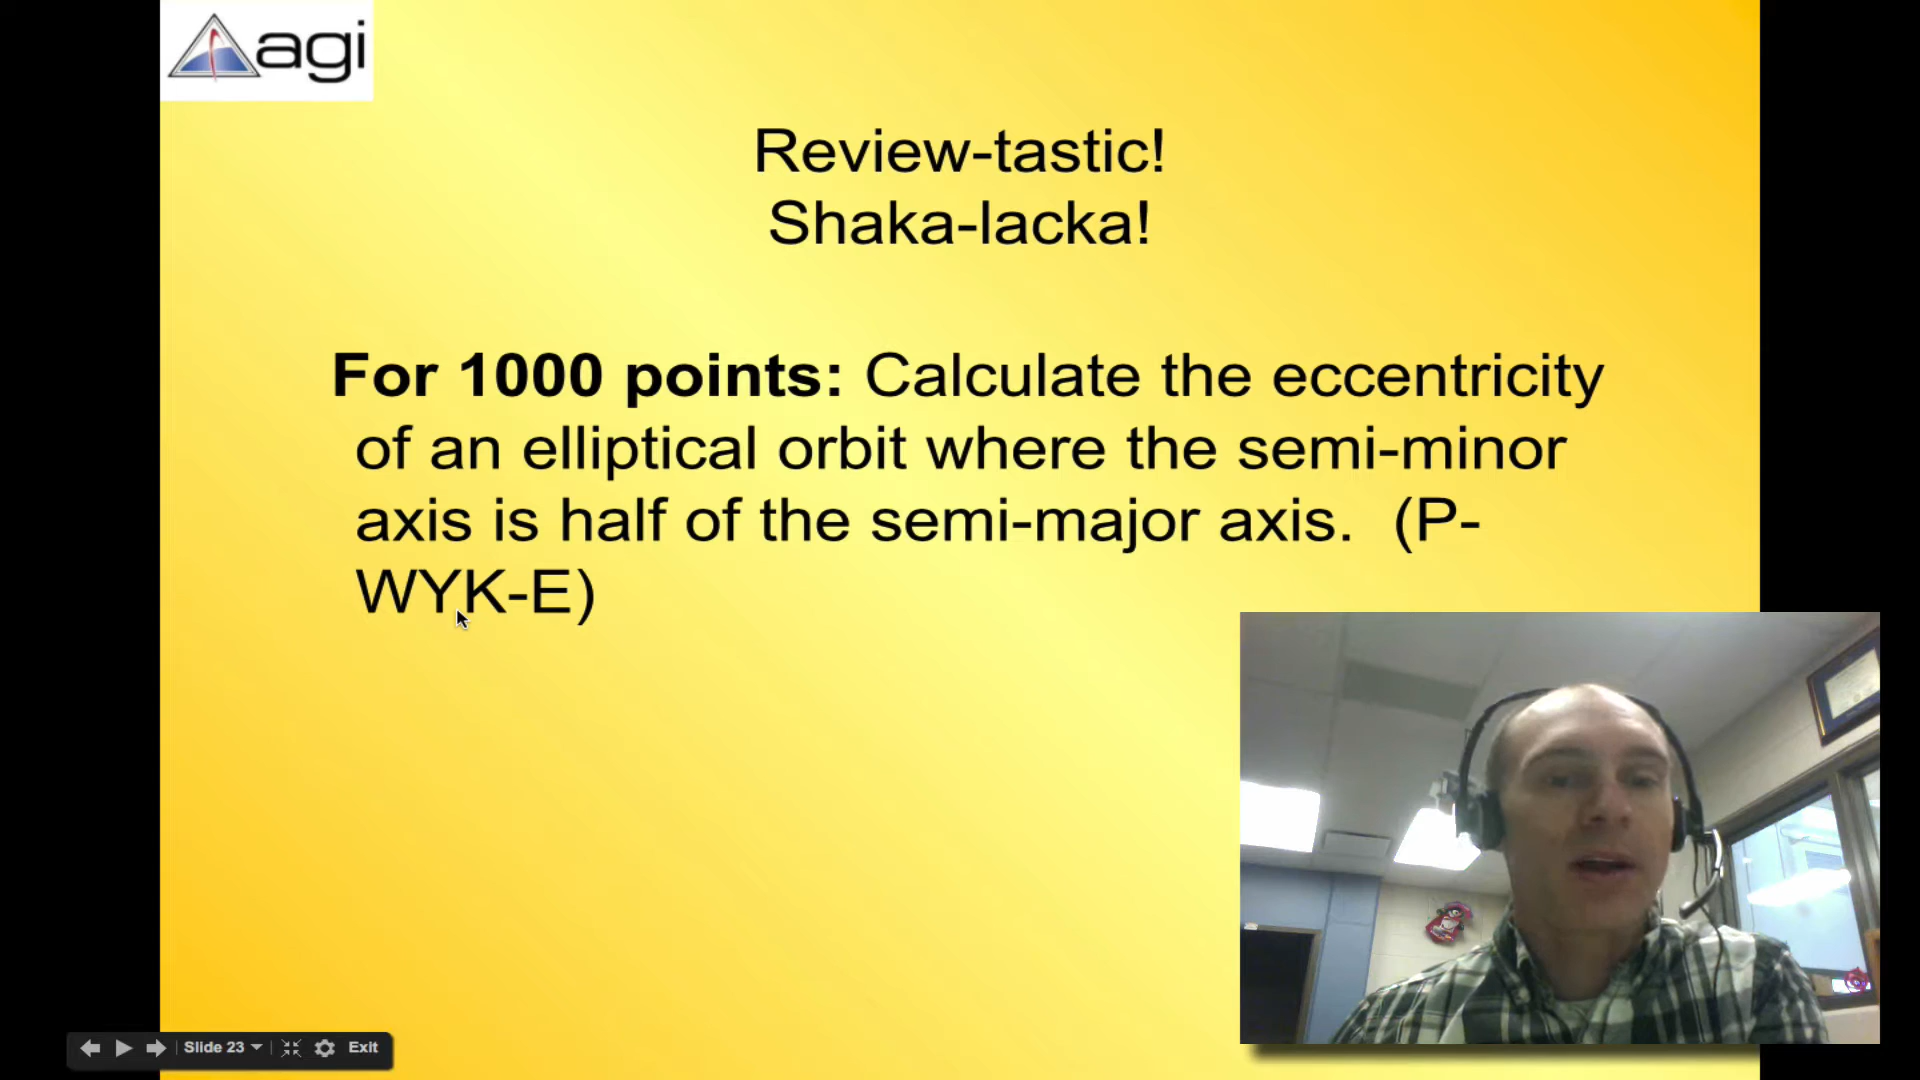 agi
Review-tastic!
Shaka-lacka!
For 1000 points: Calculate the eccentricity
of an elliptical orbit where the semi-minor
axis is half of the semi-major axis.  (P-
WYK-E)
Slide 23
Exit